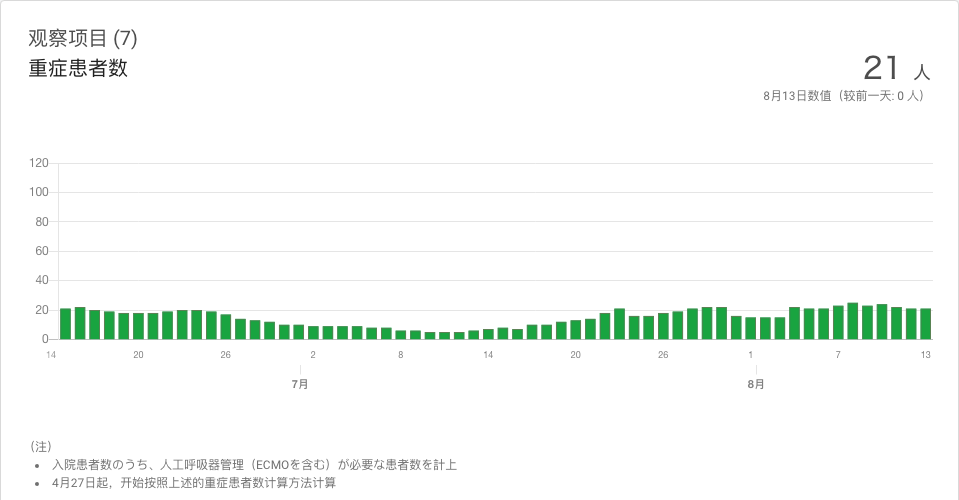 观察项目 (7)
重症患者数
21 人
8月13日数值（较前一天: 0 人）
120
100
80
60
40
20
0
14 20 26 2 8 14 20 26 1 7 13
7月 8月
（注）
• 入院患者数のうち、人工呼吸器管理（ECMOを含む）が必要な患者数を計上
• 4月27日起，开始按照上述的重症患者数计算方法计算